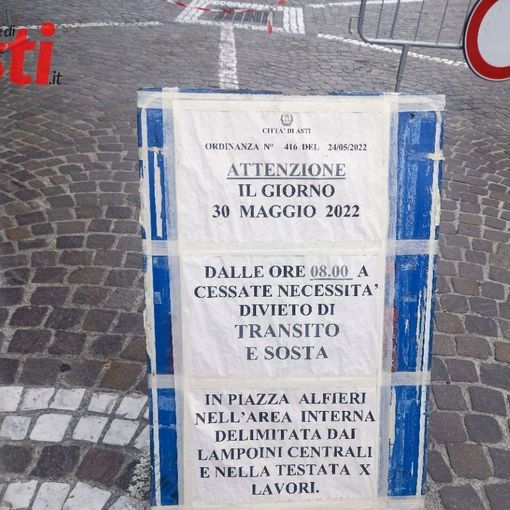 di
sti.it
CITTA' DI ASTI
ORDINANZA N° 416 DEL 24/05/2022
ATTENZIONE
IL GIORNO
30 MAGGIO 2022
DALLE ORE 08.00 A
CESSATE NECESSITA'
DIVIETO DI
TRANSITO
E SOSTA
IN PIAZZA ALFIERI
NELL'AREA INTERNA
DELIMITATA DAI
LAMPOINI CENTRALI
E NELLA TESTATA X
LAVORI.